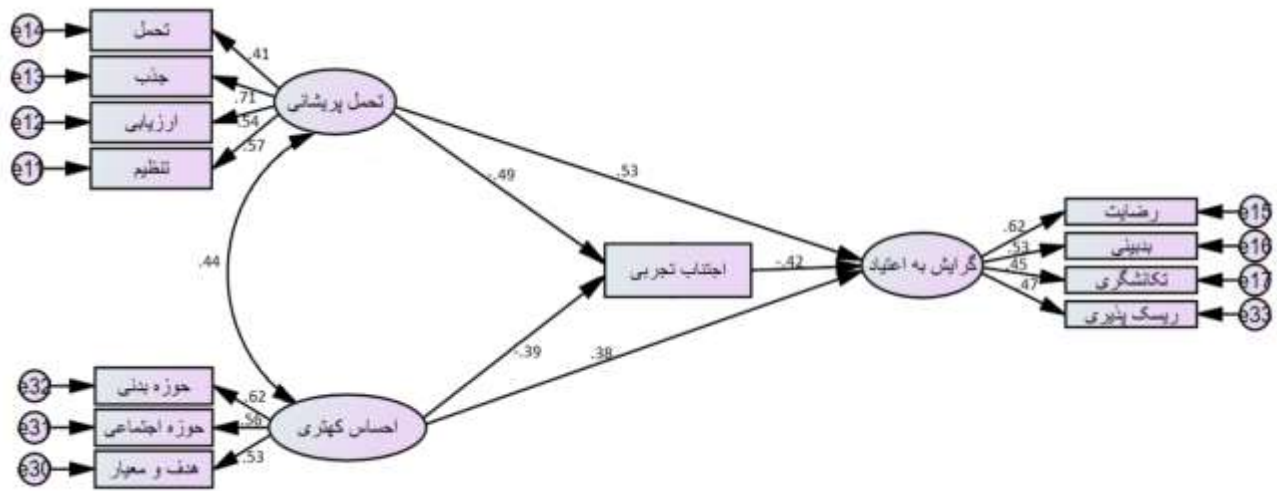 e14
تحمل
.41
e13
جذب
.71
e12
ارزیابی
.54
e11
تنظیم
.57
تحمل پریشانی
-.49
.53
.44
اجتناب تجربی
-.42
گرایش به اعتیاد
.62
رضایت
e15
.53
بدبینی
e16
.45
تکانشگری
e17
.47
ریسک پذیری
e33
-.39
.38
e32
حوزه بدنی
.62
e31
حوزه اجتماعی
.56
e30
هدف و معیار
.53
احساس کهتری